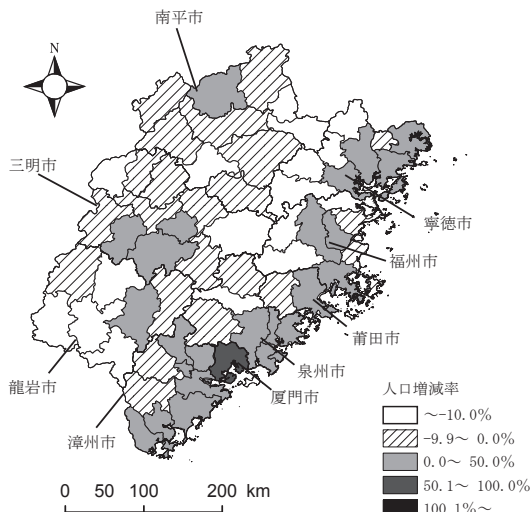 南平市
N
三明市
寧徳市
福州市
莆田市
泉州市
龍岩市
厦門市
漳州市
人口増減率
～-10.0%
-9.9～ 0.0%
0.0～ 50.0%
50.1～ 100.0%
100.1%～
0 50 100 200 km